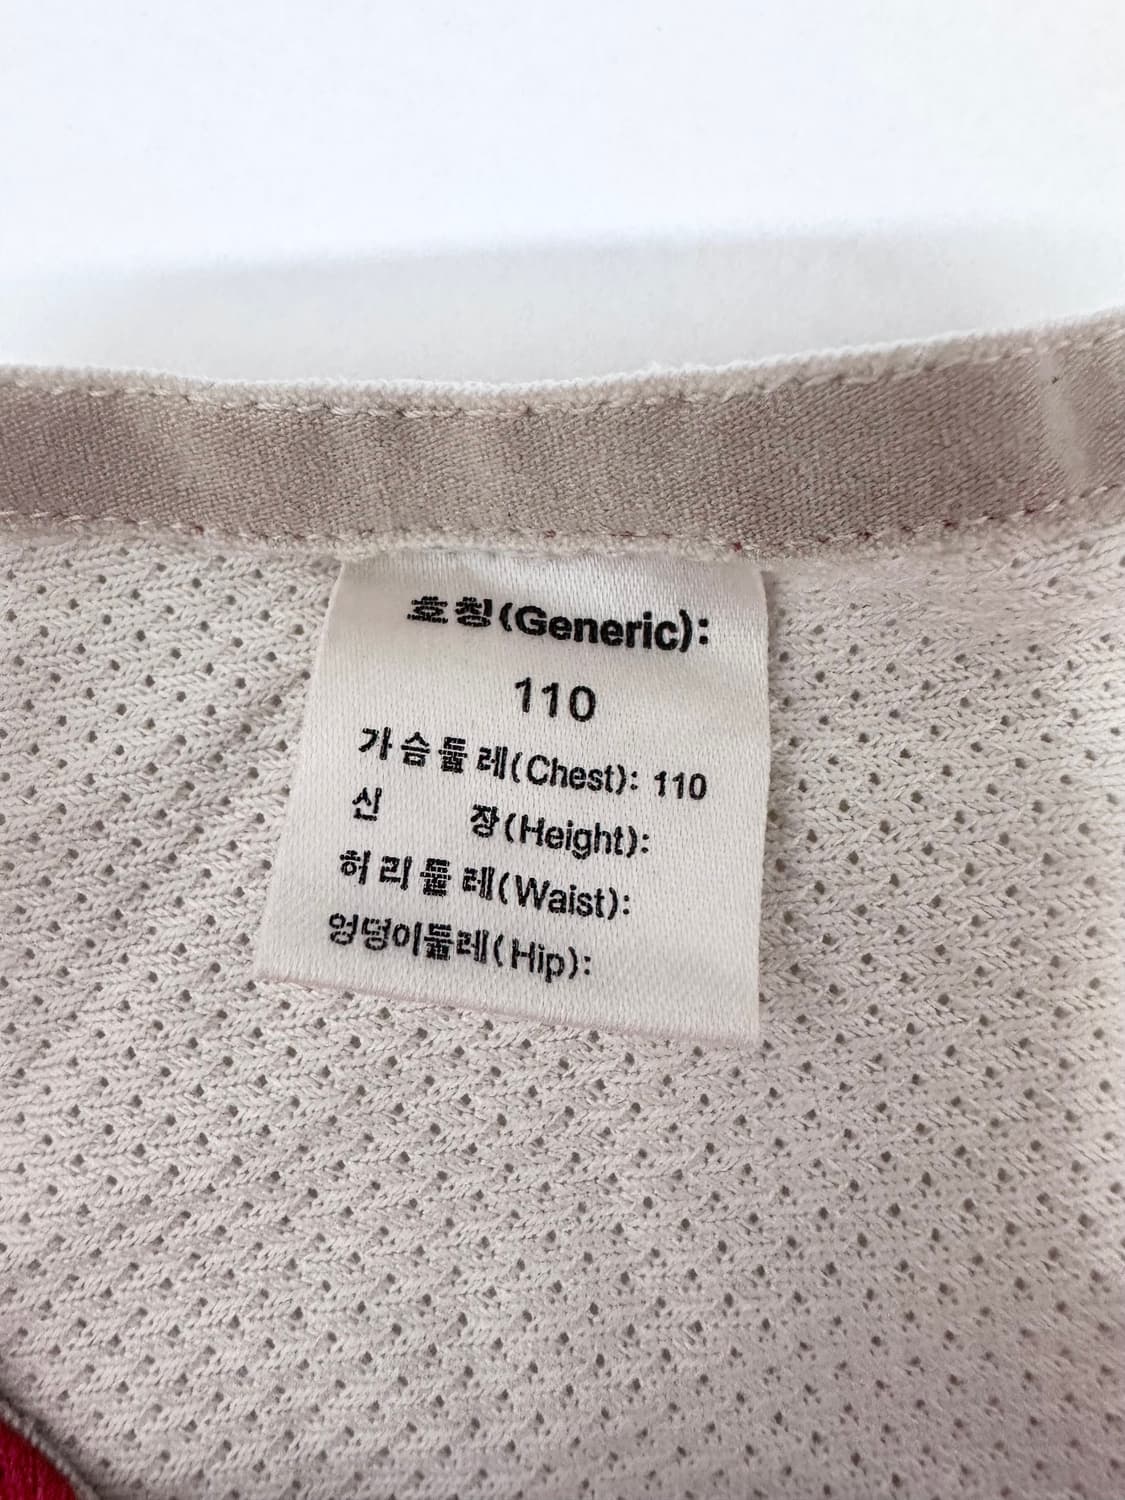 호칭(Generic):
110
가슴둘레(Chest): 110
신 장(Height):
허리둘레(Waist):
엉덩이둘레(Hip):